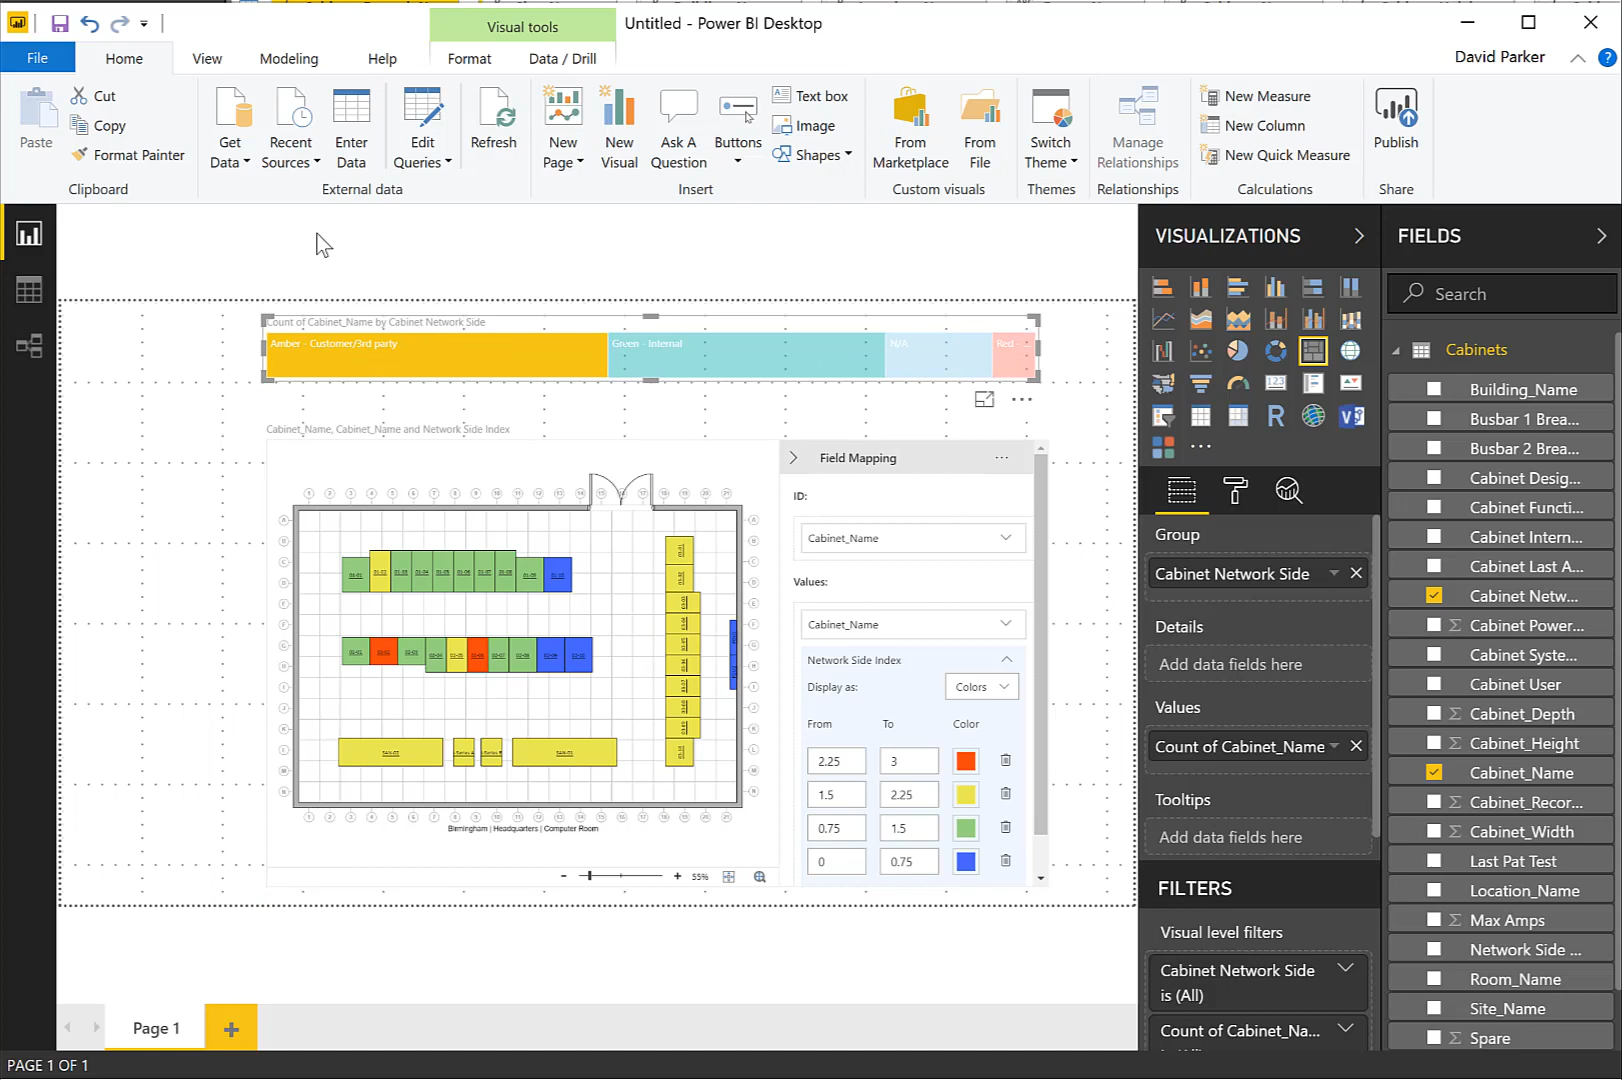 Visual tools
Untitled - Power BI Desktop
File
Home
View
Modeling
Help
Format
Data / Drill
David Parker
?
Paste
Cut
Copy
Format Painter
Clipboard
Get
Data
Recent
Sources
Enter
Data
Edit
Queries
Refresh
External data
New
Page
New
Visual
Ask A
Question
Buttons
Text box
Image
Shapes
Insert
From
Marketplace
From
File
Custom visuals
Switch
Theme
Themes
Manage
Relationships
Relationships
New Measure
New Column
New Quick Measure
Calculations
Publish
Share
Count of Cabinet_Name by Cabinet Network Side
Amber - Customer/3rd party
Green - Internal
N/A
Red - ...
Cabinet_Name, Cabinet_Name and Network Side Index
Birmingham | Headquarters | Computer Room
55%
Field Mapping
ID:
Cabinet_Name
Values:
Cabinet_Name
Network Side Index
Display as:
Colors
From To Color
2.25 3
1.5 2.25
0.75 1.5
0 0.75
VISUALIZATIONS
Group
Cabinet Network Side
Details
Add data fields here
Values
Count of Cabinet_Name
Tooltips
Add data fields here
FILTERS
Visual level filters
Cabinet Network Side
is (All)
Count of Cabinet_Na...
FIELDS
Search
Cabinets
Building_Name
Busbar 1 Brea...
Busbar 2 Brea...
Cabinet Desig...
Cabinet Functi...
Cabinet Intern...
Cabinet Last A...
Cabinet Netw...
Cabinet Power...
Cabinet Syste...
Cabinet User
Cabinet_Depth
Cabinet_Height
Cabinet_Name
Cabinet_Recor...
Cabinet_Width
Last Pat Test
Location_Name
Max Amps
Network Side ...
Room_Name
Site_Name
Spare
Page 1
PAGE 1 OF 1